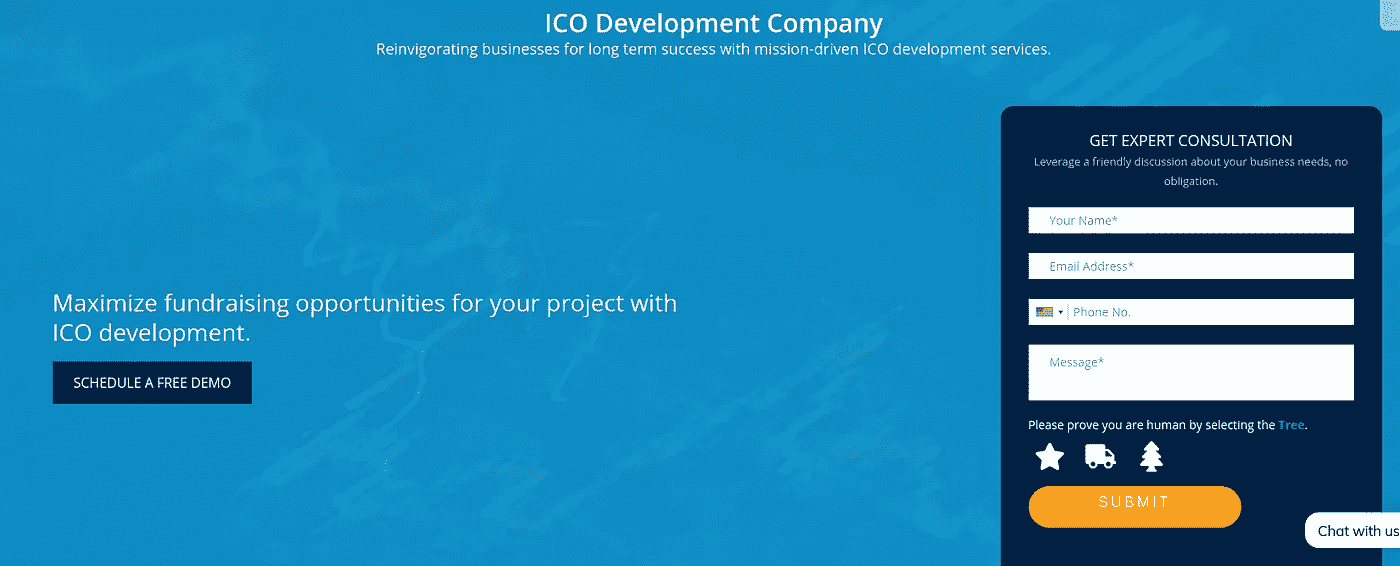 ICO Development Company
Reinvigorating businesses for long term success with mission-driven ICO development services.
Maximize fundraising opportunities for your project with
ICO development.
SCHEDULE A FREE DEMO
GET EXPERT CONSULTATION
Leverage a friendly discussion about your business needs, no
obligation.
Your Name*
Email Address*
Phone No.
Message*
Please prove you are human by selecting the Tree.
SUBMIT
Chat with us